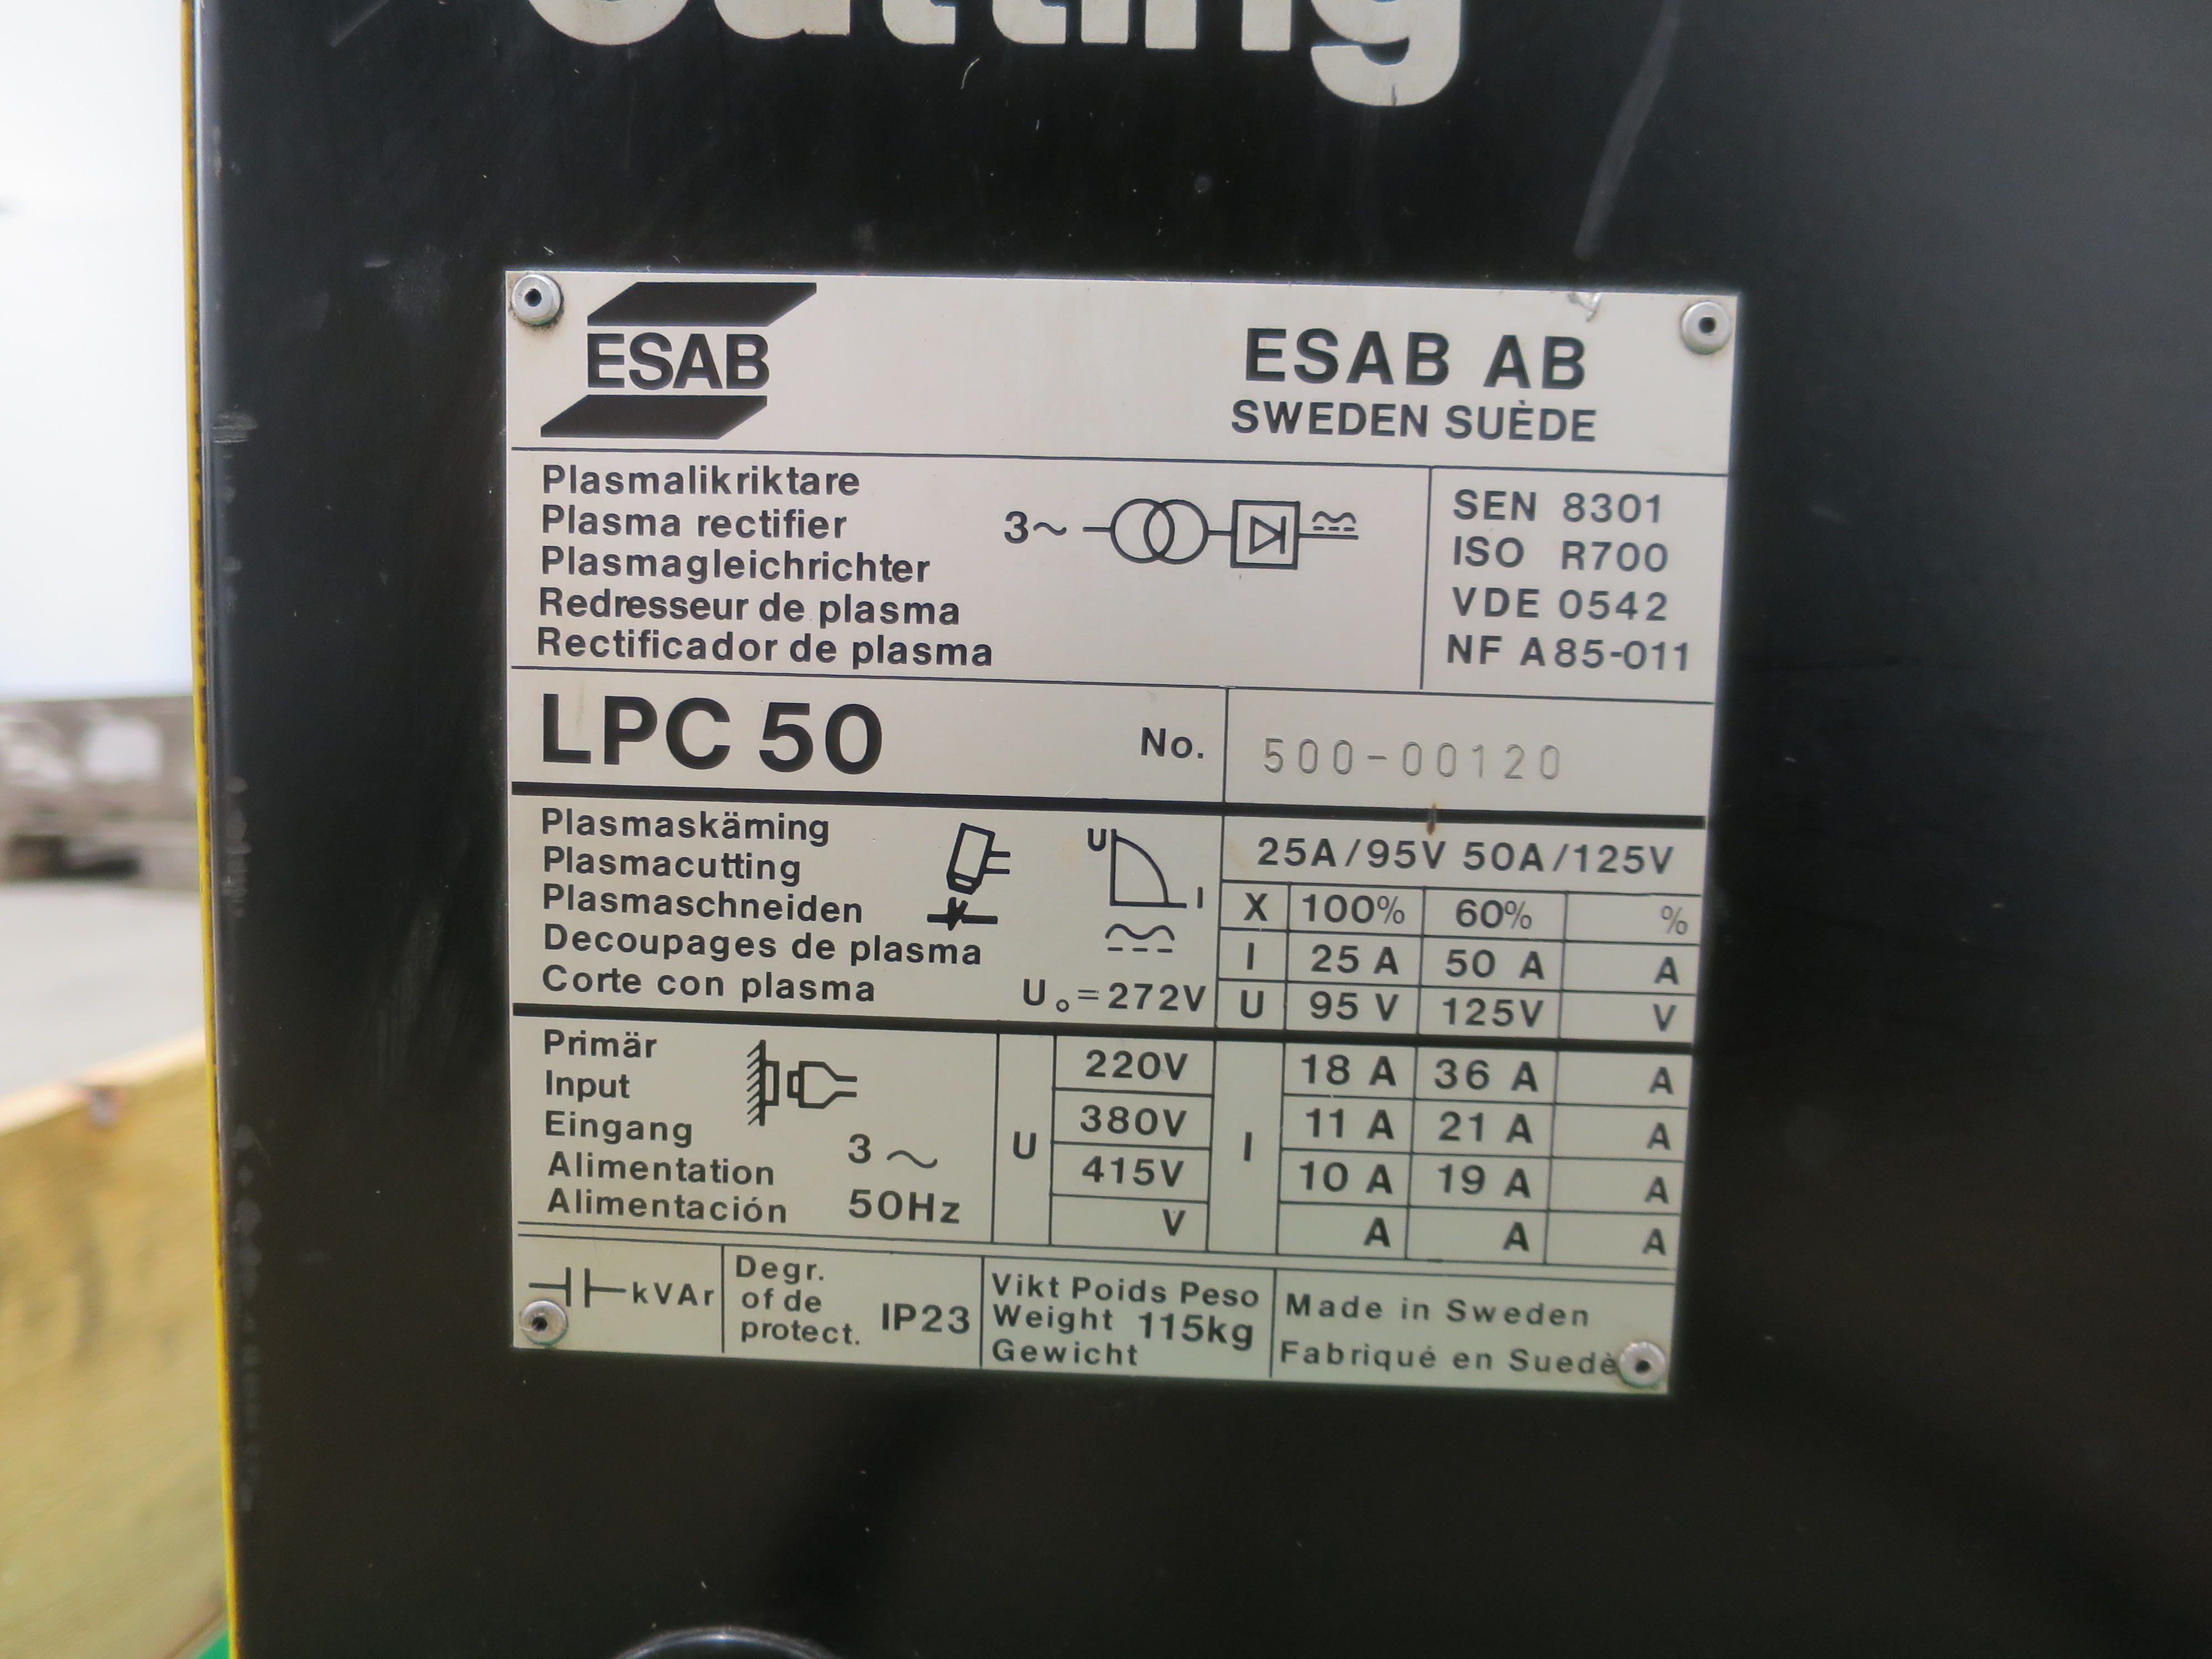 Cutting
ESAB
ESAB AB
SWEDEN SUÈDE
Plasmalikriktare
Plasma rectifier
Plasmagleichrichter
Redresseur de plasma
Rectificador de plasma
3~
SEN 8301
ISO R700
VDE 0542
NF A85-011
LPC 50 No. 500-00120
Plasmaskäming
Plasmacutting
Plasmaschneiden
Decoupages de plasma
Corte con plasma
U I
U₀=272V
25A/95V 50A/125V
X 100% 60% %
I 25 A 50 A A
U 95 V 125V V
Primär
Input
Eingang
Alimentation
Alimentación
3 ~
50Hz
U I
220V 18 A 36 A A
380V 11 A 21 A A
415V 10 A 19 A A
V A A A
kVAr
Degr.
of de
protect. IP23
Vikt Poids Peso
Weight 115kg
Gewicht
Made in Sweden
Fabriqué en Suedè